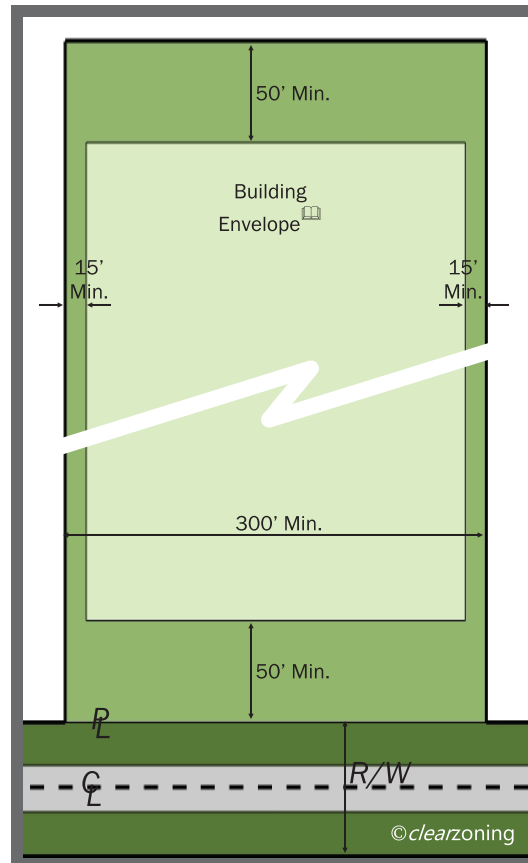 50’ Min.
Building
Envelope
15’
Min.
15’
Min.
300’ Min.
50’ Min.
PL
CL
R/W
©clearzoning